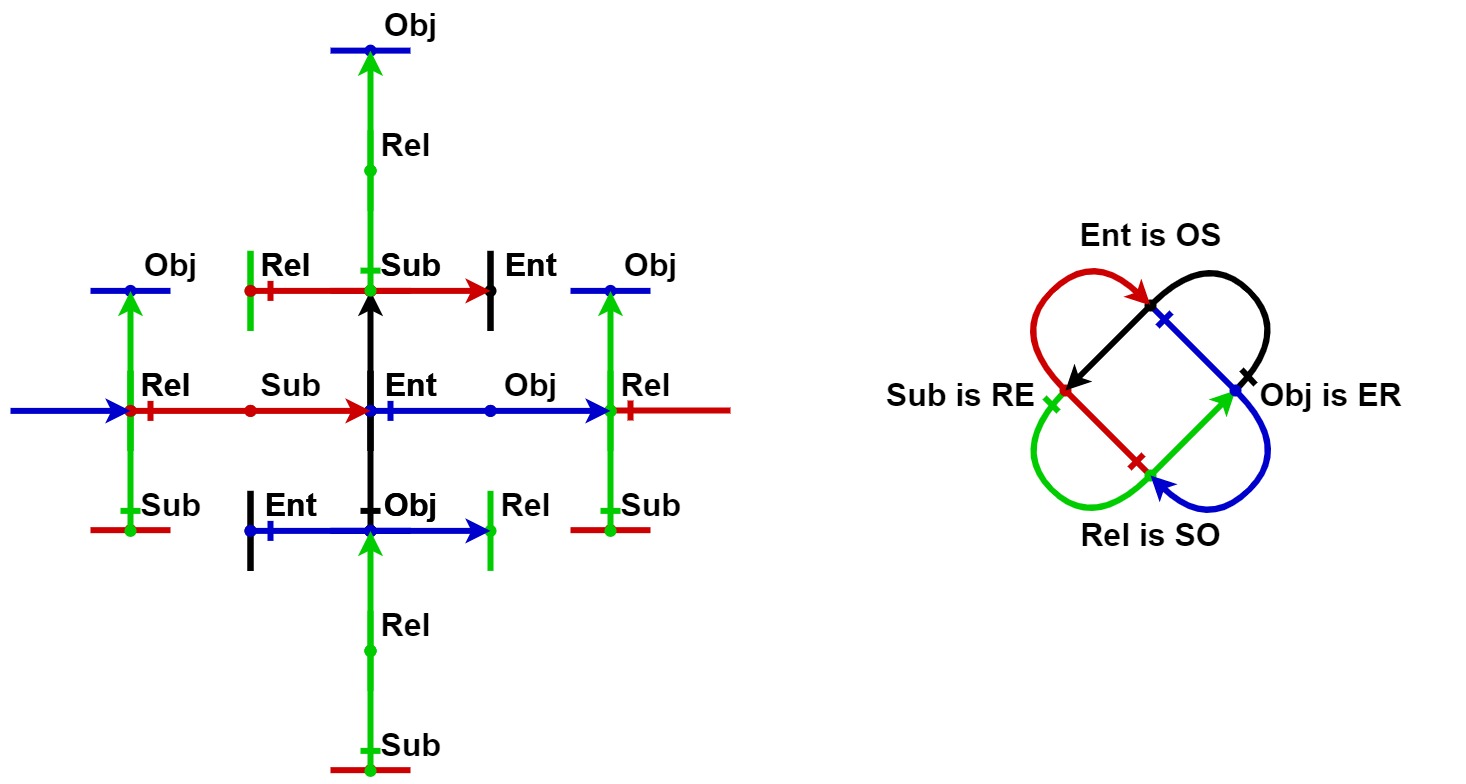 Obj
Rel
Obj
Rel
Sub
Ent
Obj
Rel
Sub
Ent
Obj
Rel
Sub
Ent
Obj
Rel
Sub
Rel
Sub
Ent is OS
Sub is RE
Obj is ER
Rel is SO